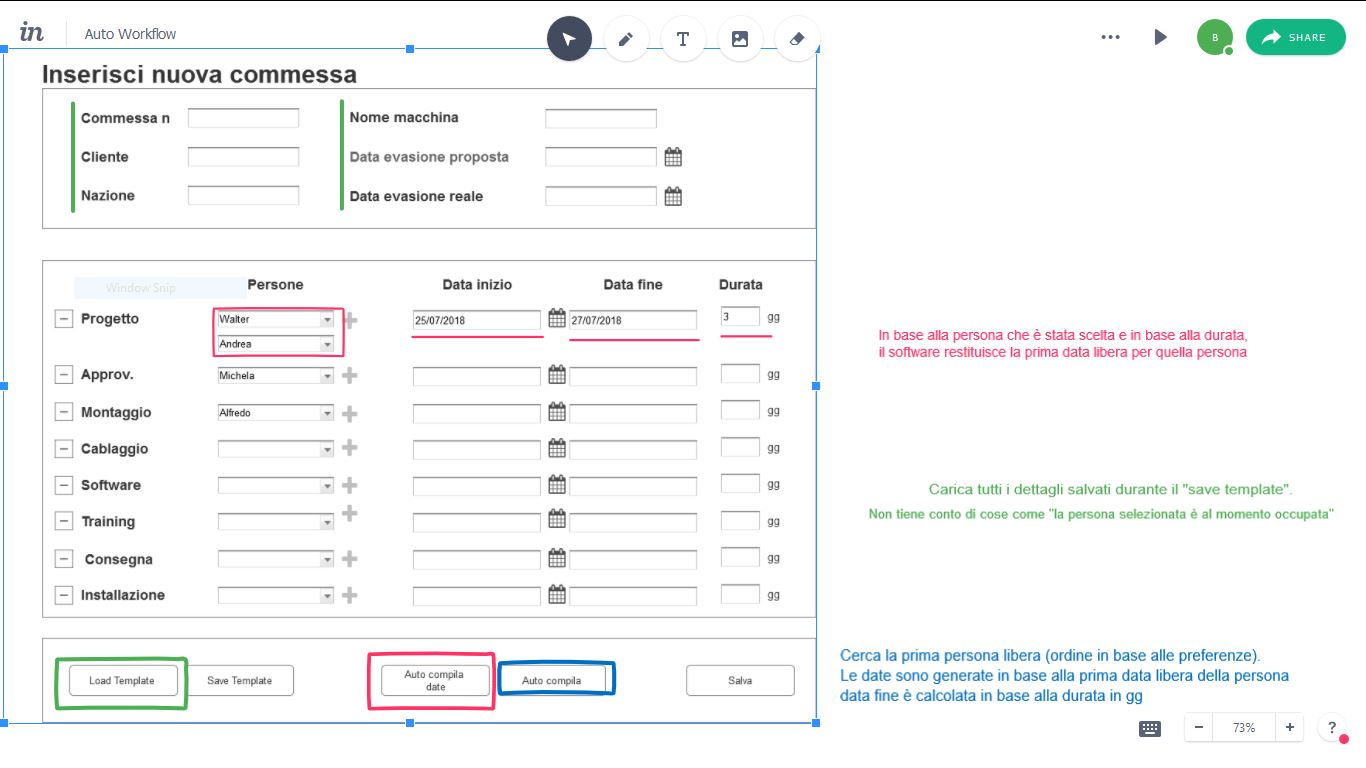 in Auto Workflow
T
B
SHARE
Inserisci nuova commessa
Commessa n
Nome macchina
Cliente
Data evasione proposta
Nazione
Data evasione reale
Window Snip
Persone Data inizio Data fine Durata
Progetto Walter 25/07/2018 27/07/2018 3 gg
Andrea
Approv. Michela gg
Montaggio Alfredo gg
Cablaggio gg
Software gg
Training gg
Consegna gg
Installazione gg
Load Template
Save Template
Auto compila
date
Auto compila
Salva
In base alla persona che è stata scelta e in base alla durata,
il software restituisce la prima data libera per quella persona
Carica tutti i dettagli salvati durante il "save template".
Non tiene conto di cose come "la persona selezionata è al momento occupata"
Cerca la prima persona libera (ordine in base alle preferenze).
Le date sono generate in base alla prima data libera della persona
data fine è calcolata in base alla durata in gg
− 73% + ?